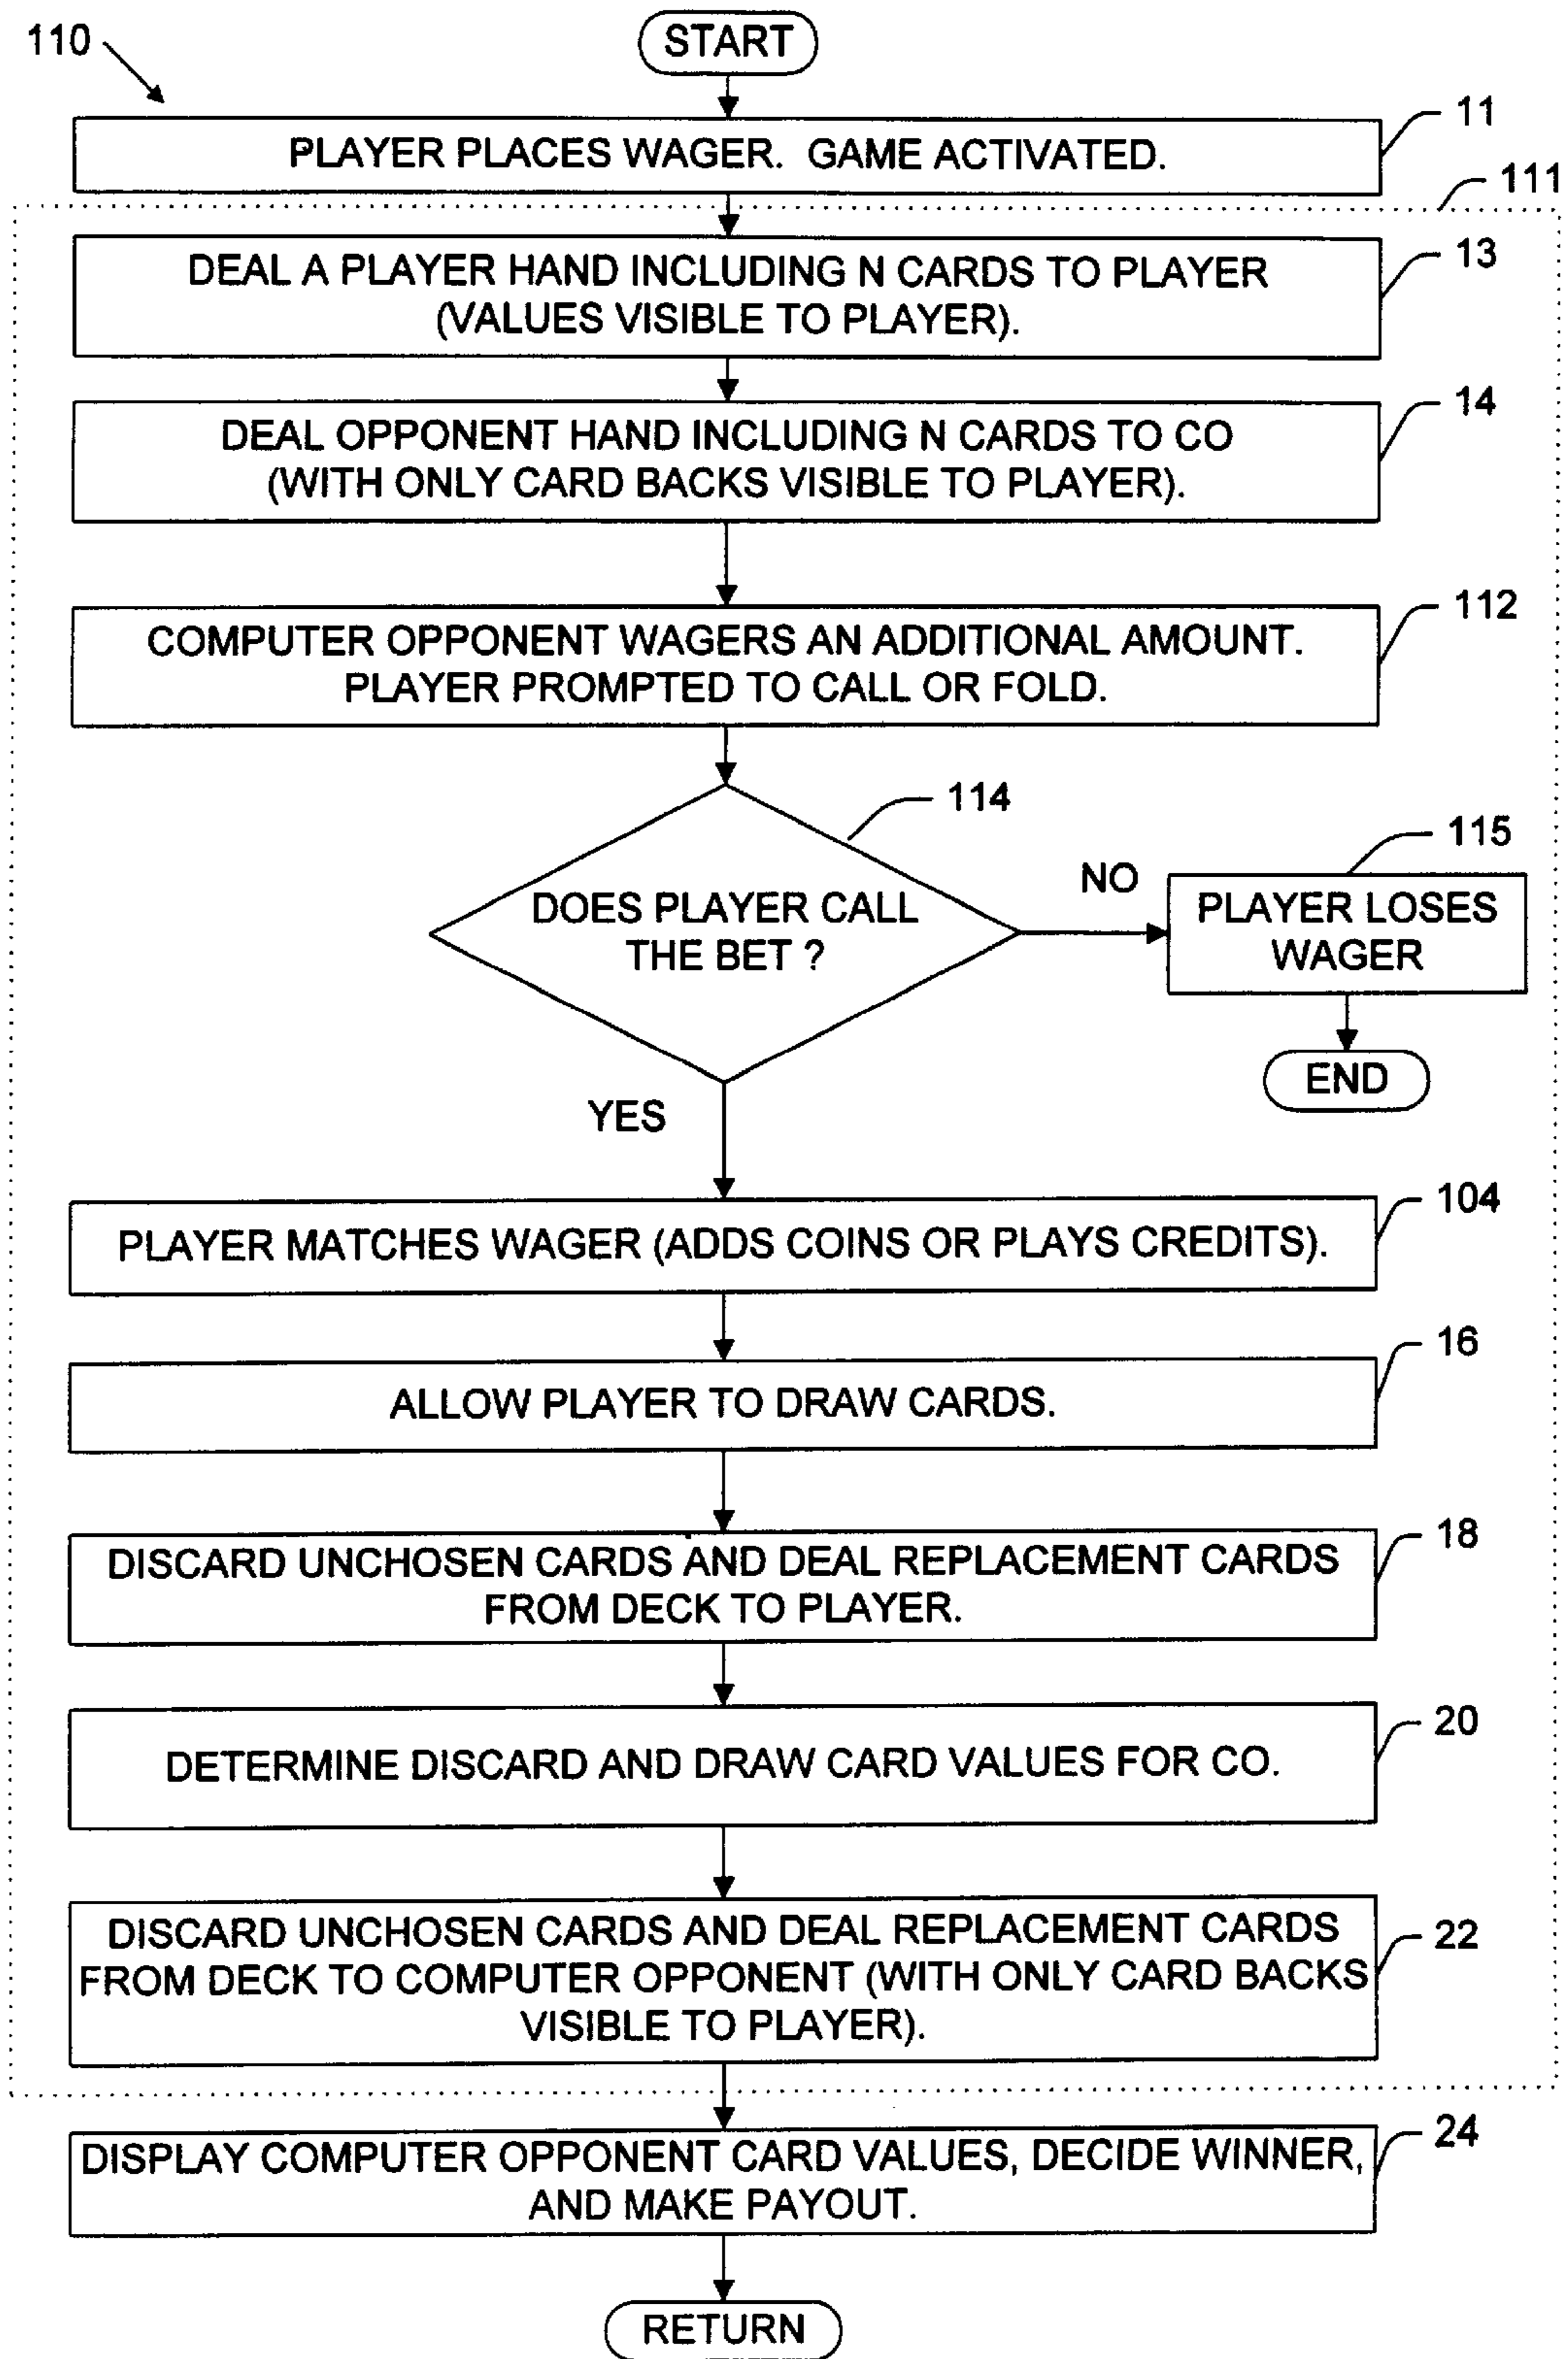 110
START
PLAYER PLACES WAGER. GAME ACTIVATED.
11
111
DEAL A PLAYER HAND INCLUDING N CARDS TO PLAYER
(VALUES VISIBLE TO PLAYER).
13
DEAL OPPONENT HAND INCLUDING N CARDS TO CO
(WITH ONLY CARD BACKS VISIBLE TO PLAYER).
14
COMPUTER OPPONENT WAGERS AN ADDITIONAL AMOUNT.
PLAYER PROMPTED TO CALL OR FOLD.
112
114
DOES PLAYER CALL
THE BET ?
NO
115
PLAYER LOSES
WAGER
END
YES
PLAYER MATCHES WAGER (ADDS COINS OR PLAYS CREDITS).
104
ALLOW PLAYER TO DRAW CARDS.
16
DISCARD UNCHOSEN CARDS AND DEAL REPLACEMENT CARDS
FROM DECK TO PLAYER.
18
DETERMINE DISCARD AND DRAW CARD VALUES FOR CO.
20
DISCARD UNCHOSEN CARDS AND DEAL REPLACEMENT CARDS
FROM DECK TO COMPUTER OPPONENT (WITH ONLY CARD BACKS
VISIBLE TO PLAYER).
22
DISPLAY COMPUTER OPPONENT CARD VALUES, DECIDE WINNER,
AND MAKE PAYOUT.
24
RETURN